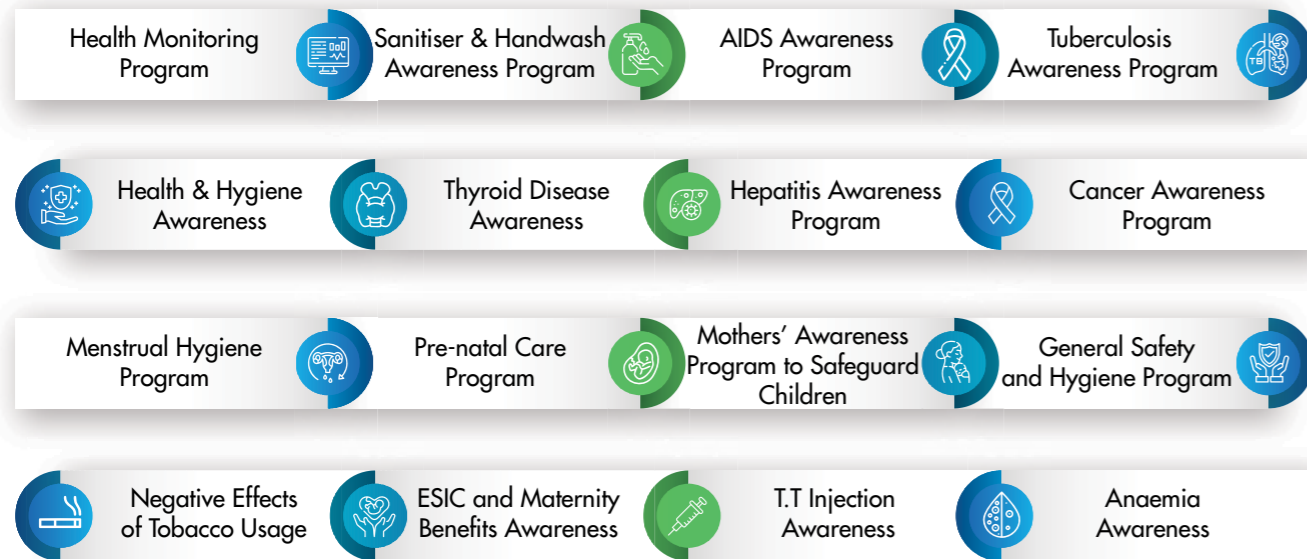 Health Monitoring
Program
Sanitiser & Handwash
Awareness Program
AIDS Awareness
Program
Tuberculosis
Awareness Program
TB
Health & Hygiene
Awareness
Thyroid Disease
Awareness
Hepatitis Awareness
Program
Cancer Awareness
Program
Menstrual Hygiene
Program
Pre-natal Care
Program
Mothers’ Awareness
Program to Safeguard
Children
General Safety
and Hygiene Program
Negative Effects
of Tobacco Usage
ESIC and Maternity
Benefits Awareness
T.T Injection
Awareness
Anaemia
Awareness